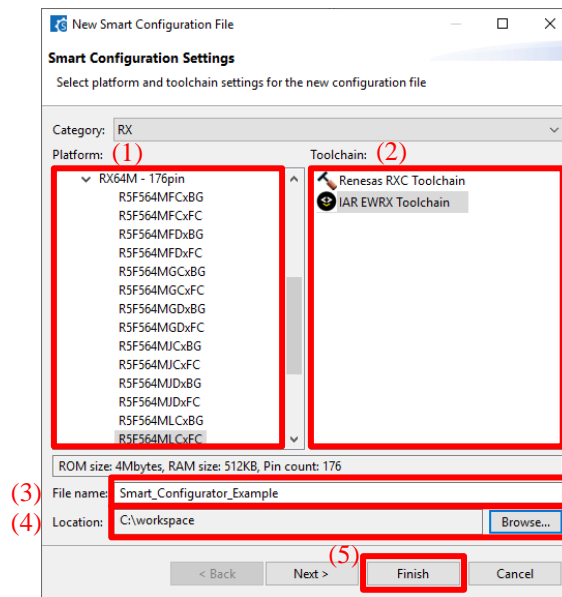 New Smart Configuration File
Smart Configuration Settings
Select platform and toolchain settings for the new configuration file
Category: RX
Platform: (1) Toolchain: (2)
RX64M - 176pin
R5F564MFCxBG
R5F564MFCxFC
R5F564MFDxBG
R5F564MFDxFC
R5F564MGCxBG
R5F564MGCxFC
R5F564MGDxBG
R5F564MGDxFC
R5F564MJCxBG
R5F564MJCxFC
R5F564MJDxBG
R5F564MJDxFC
R5F564MLCxBG
R5F564MLCxFC
Renesas RXC Toolchain
IAR EWRX Toolchain
ROM size: 4Mbytes, RAM size: 512KB, Pin count: 176
(3) File name: Smart_Configurator_Example
(4) Location: C:\workspace Browse...
(5)
< Back Next > Finish Cancel